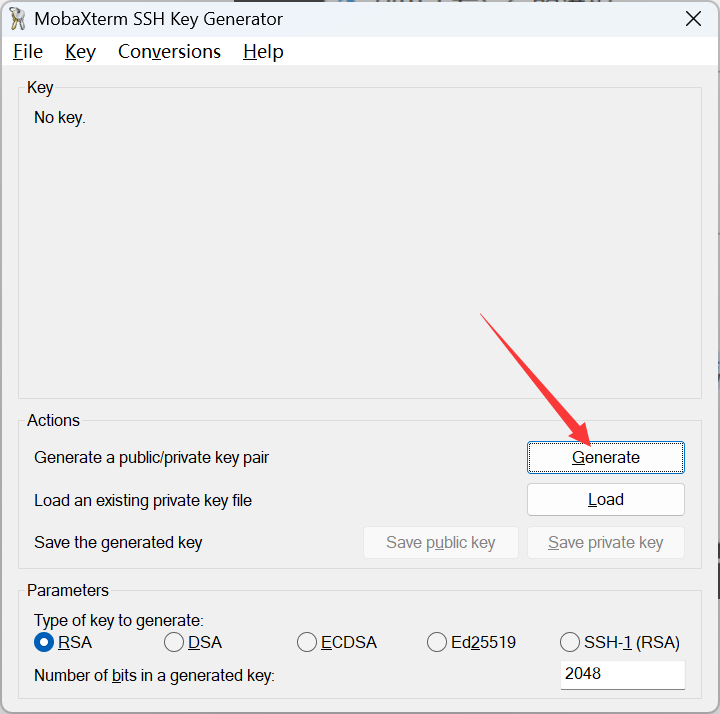 MobaXterm SSH Key Generator
File Key Conversions Help
Key
No key.
Actions
Generate a public/private key pair Generate
Load an existing private key file Load
Save the generated key Save public key Save private key
Parameters
Type of key to generate:
RSA DSA ECDSA Ed25519 SSH-1 (RSA)
Number of bits in a generated key: 2048